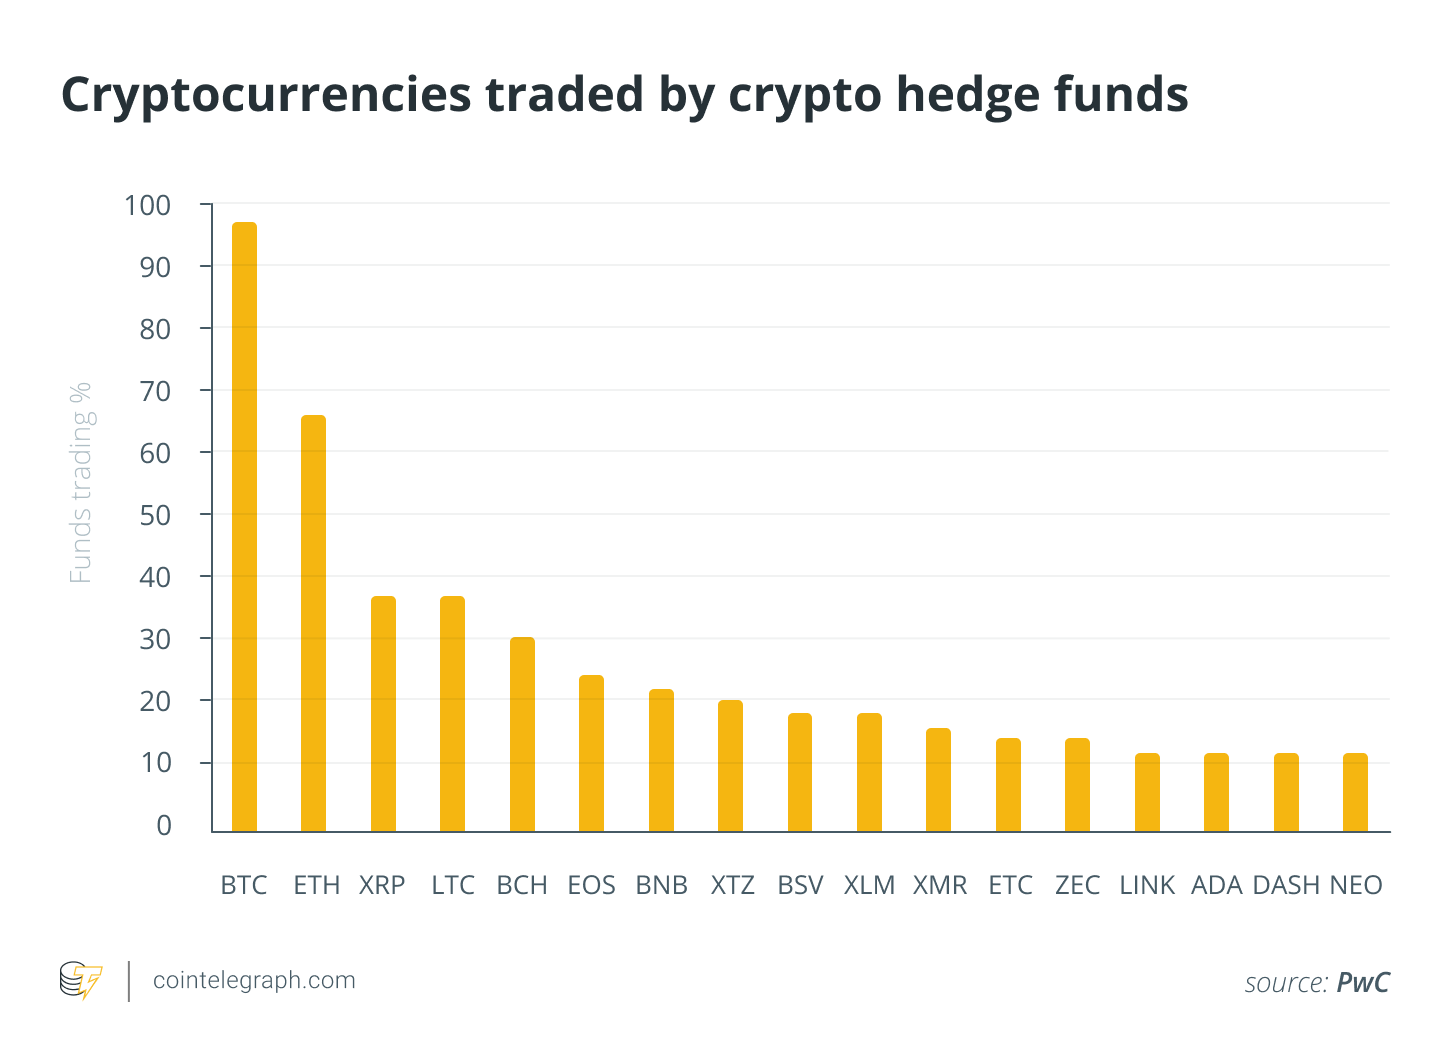 Cryptocurrencies traded by crypto hedge funds
Funds trading %
100
90
80
70
60
50
40
30
20
10
0
BTC ETH XRP LTC BCH EOS BNB XTZ BSV XLM XMR ETC ZEC LINK ADA DASH NEO
cointelegraph.com
source: PwC